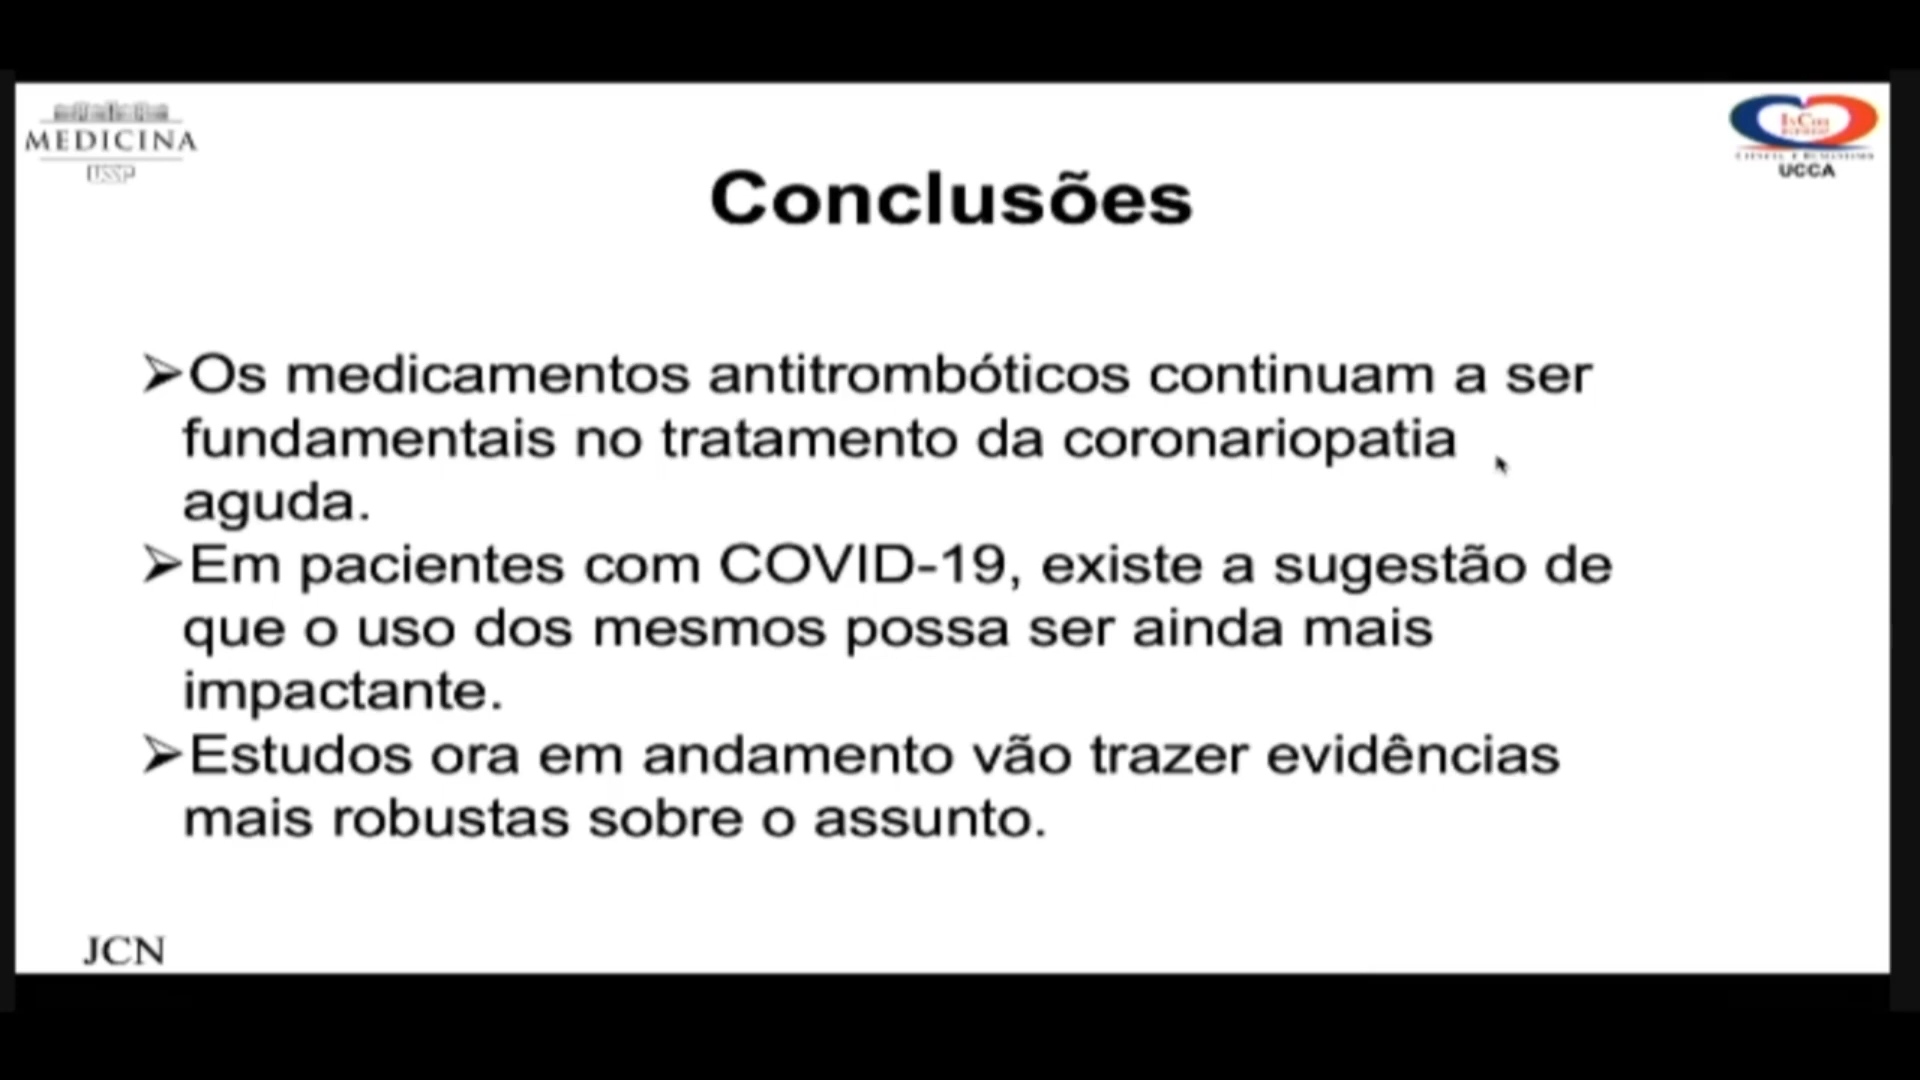 MEDICINA
USP
InCor
UCCA
Conclusões
➢Os medicamentos antitrombóticos continuam a ser
fundamentais no tratamento da coronariopatia
aguda.
➢Em pacientes com COVID-19, existe a sugestão de
que o uso dos mesmos possa ser ainda mais
impactante.
➢Estudos ora em andamento vão trazer evidências
mais robustas sobre o assunto.
JCN